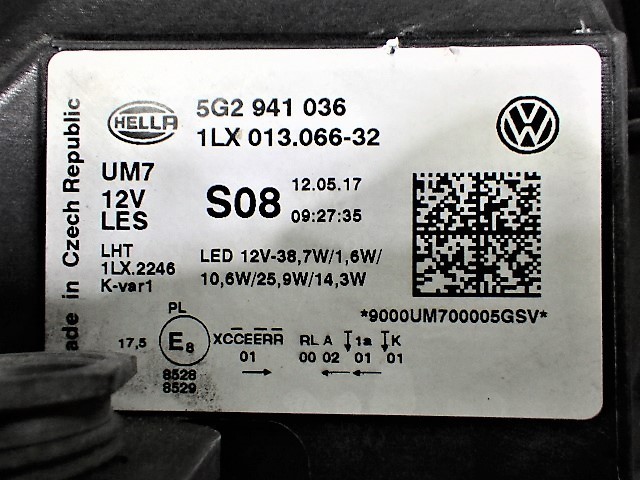 ade in Czech Republic
HELLA
5G2 941 036
1LX 013.066-32
UM7
12V
LES
S08
12.05.17
09:27:35
LHT
1LX.2246
K-var1
LED 12V-38,7W/1,6W/
10,6W/25,9W/14,3W
*9000UM700005GSV*
PL
17,5 E8 XCCEERR RL A 1a K
01 00 02 01 01
8528
8529